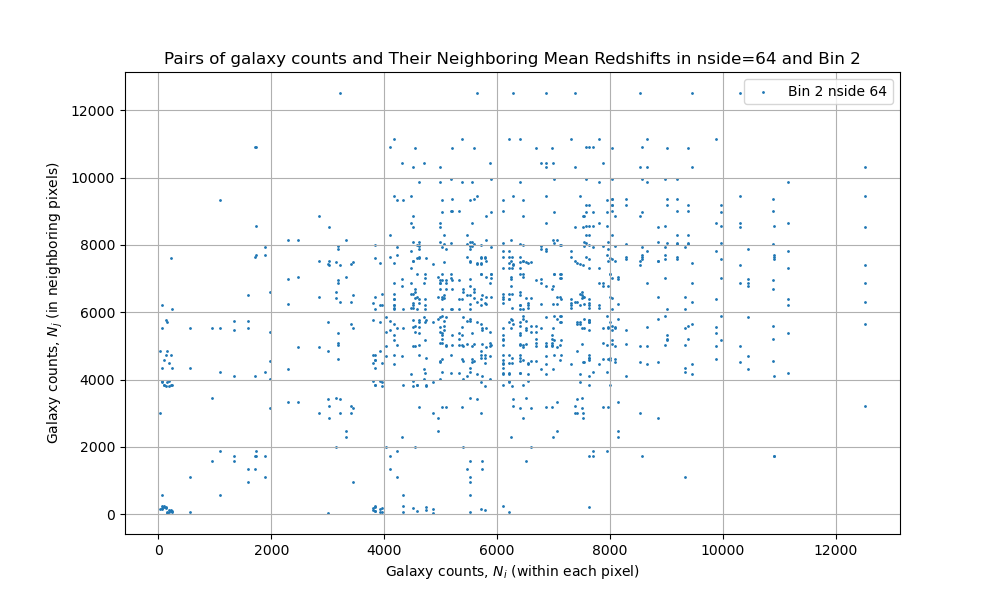 Pairs of galaxy counts and Their Neighboring Mean Redshifts in nside=64 and Bin 2
Bin 2 nside 64
Galaxy counts, N_j (in neighboring pixels)
12000
10000
8000
6000
4000
2000
0
0 2000 4000 6000 8000 10000 12000
Galaxy counts, N_i (within each pixel)